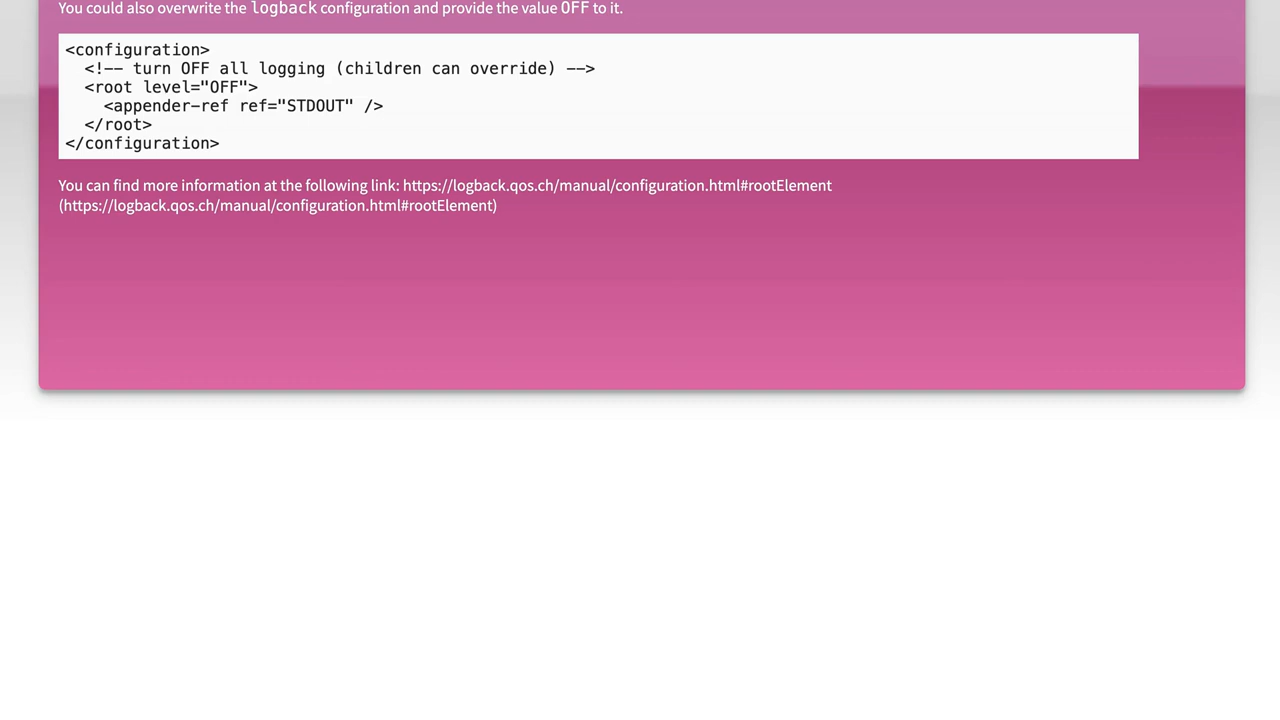 You could also overwrite the logback configuration and provide the value OFF to it.
<configuration>
  <!-- turn OFF all logging (children can override) -->
  <root level="OFF">
    <appender-ref ref="STDOUT" />
  </root>
</configuration>
You can find more information at the following link: https://logback.qos.ch/manual/configuration.html#rootElement
(https://logback.qos.ch/manual/configuration.html#rootElement)